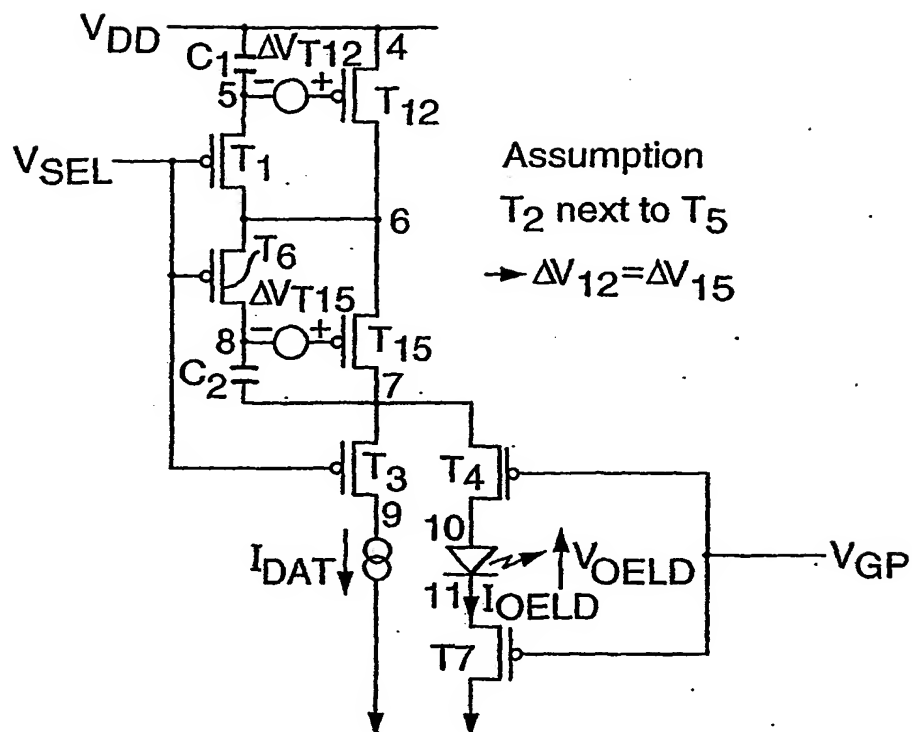 VDD
4
C1
ΔVT12
5
−
+
T12
VSEL
T1
Assumption
T2 next to T5
→ ΔV12=ΔV15
6
T6
ΔVT15
8
−
+
T15
C2
7
T3
T4
9
10
IDAT
VOELD
VGP
11
IOELD
T7